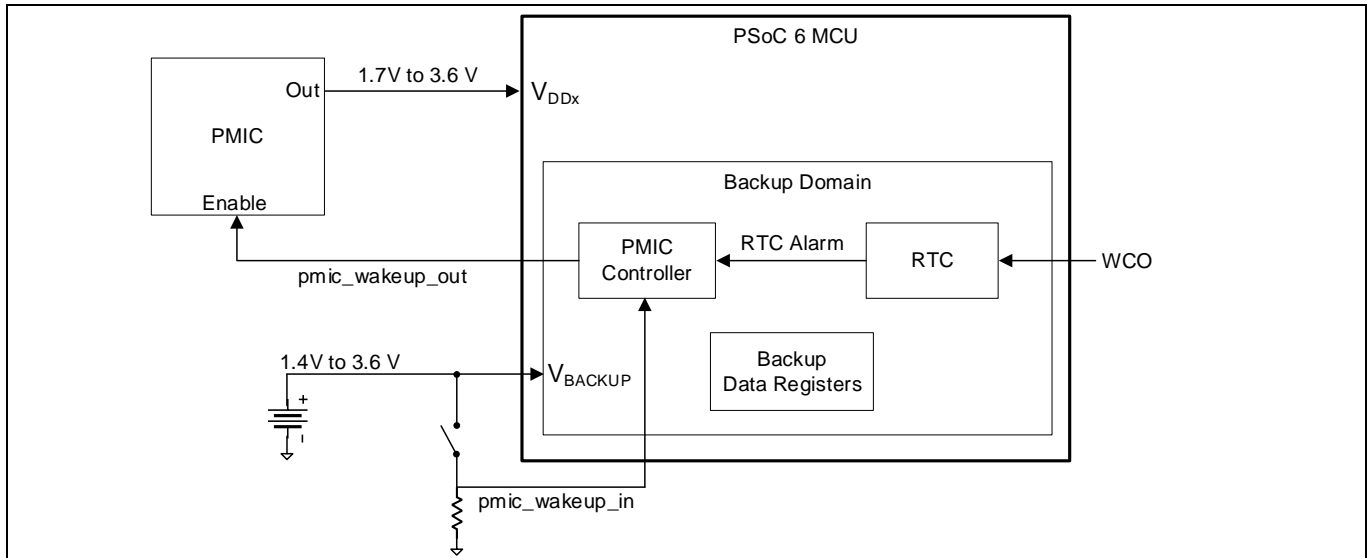 PSoC 6 MCU
1.7V to 3.6 V
Out
V_DDx
PMIC
Enable
Backup Domain
PMIC
Controller
RTC Alarm
RTC
WCO
pmic_wakeup_out
Backup
Data Registers
1.4V to 3.6 V
V_BACKUP
+
-
pmic_wakeup_in